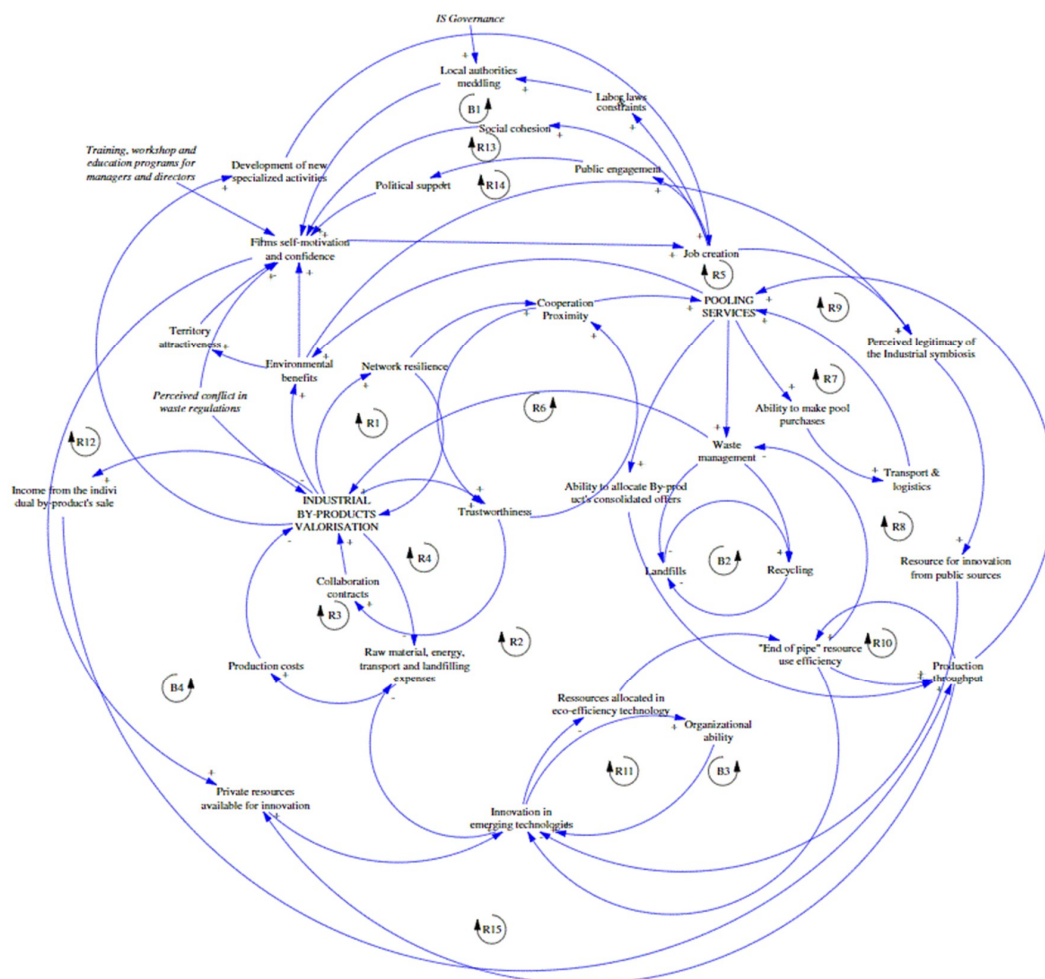 IS Governance
Local authorities
meddling
Labor laws
&
constraints
B1
Social cohesion
R13
Training, workshop and
education programs for
managers and directors
Development of new
specialized activities
Public engagement
Political support
R14
Firms self-motivation
and confidence
Job creation
R5
Cooperation
Proximity
POOLING
SERVICES
R9
Territory
attractiveness
Perceived legitimacy
of the Industrial symbiosis
Environmental
benefits
Network resilience
R7
Perceived conflict in
waste regulations
R1
R6
Ability to make pool
purchases
R12
Waste
management
Income from the indivi
dual by-product's sale
INDUSTRIAL
BY-PRODUCTS
VALORISATION
Trustworthiness
Ability to allocate By-prod
uct's consolidated offers
Transport &
logistics
R8
R4
B2
Landfills
Recycling
Resource for innovation
from public sources
Collaboration
contracts
R3
R2
R10
Production costs
Raw material, energy,
transport and landfilling
expenses
"End of pipe" resource
use efficiency
Production
throughput
B4
Ressources allocated in
eco-efficiency technology
Organizational
ability
R11
B3
Private resources
available for innovation
Innovation in
emerging technologies
R15